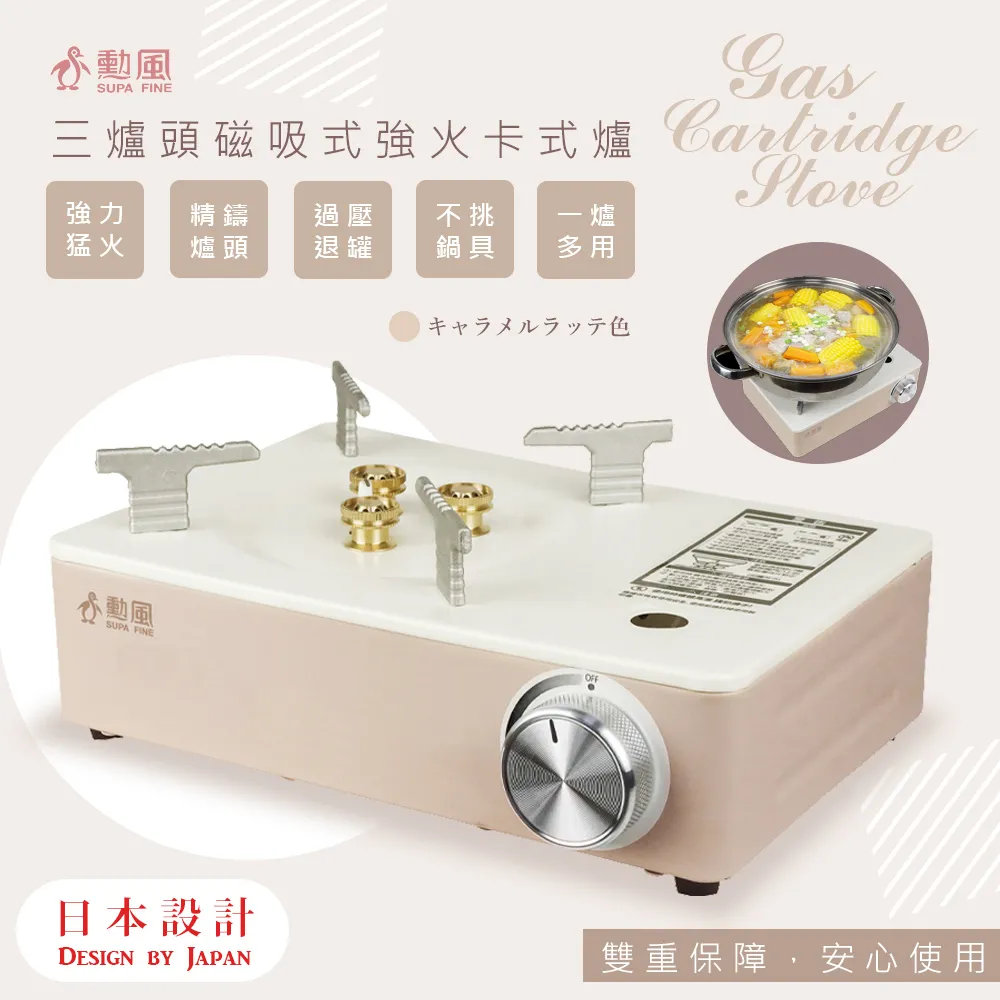 勳風
SUPA FINE
Gas
Cartridge
Stove
三爐頭磁吸式強火卡式爐
強力
猛火
精鑄
爐頭
過壓
退罐
不挑
鍋具
一爐
多用
キャラメルラッテ色
勳風
SUPA FINE
OFF
日本設計
DESIGN BY JAPAN
雙重保障，安心使用